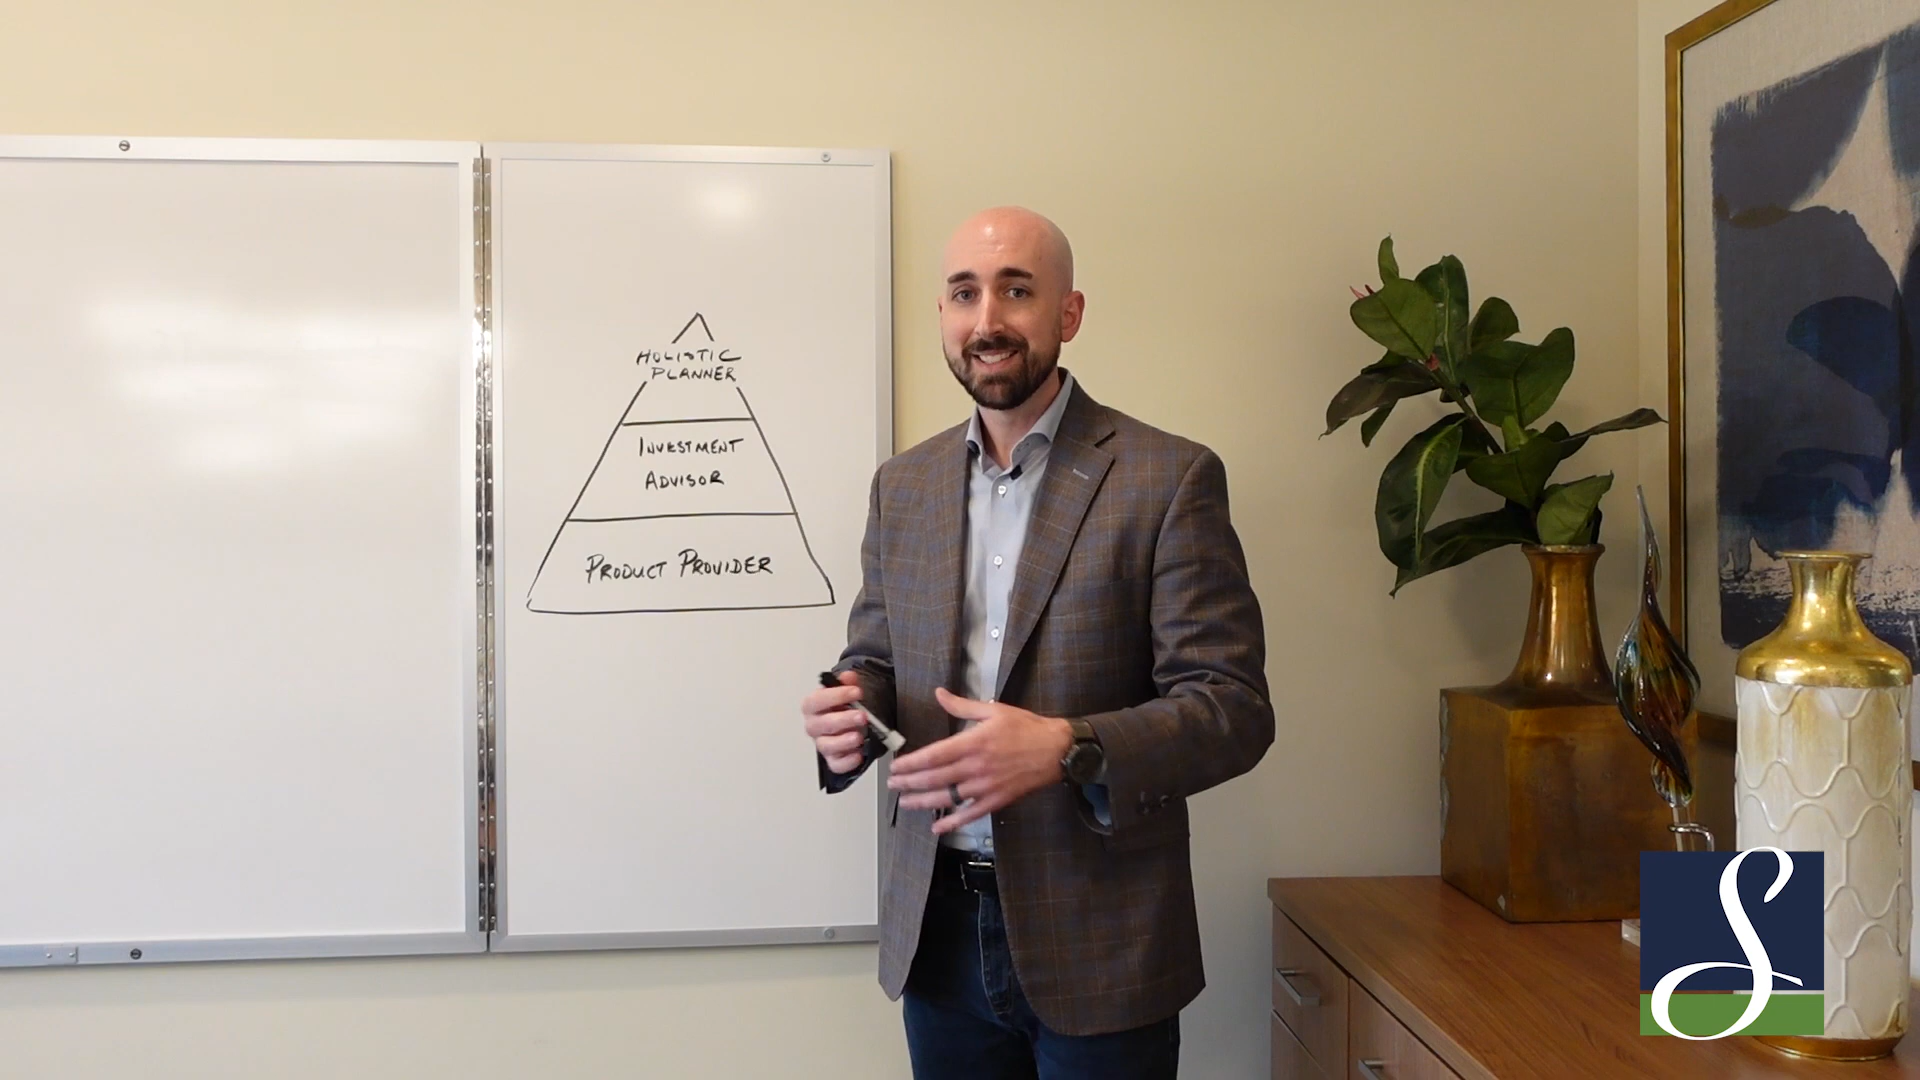 HOLISTIC
PLANNER
INVESTMENT
ADVISOR
PRODUCT PROVIDER
S